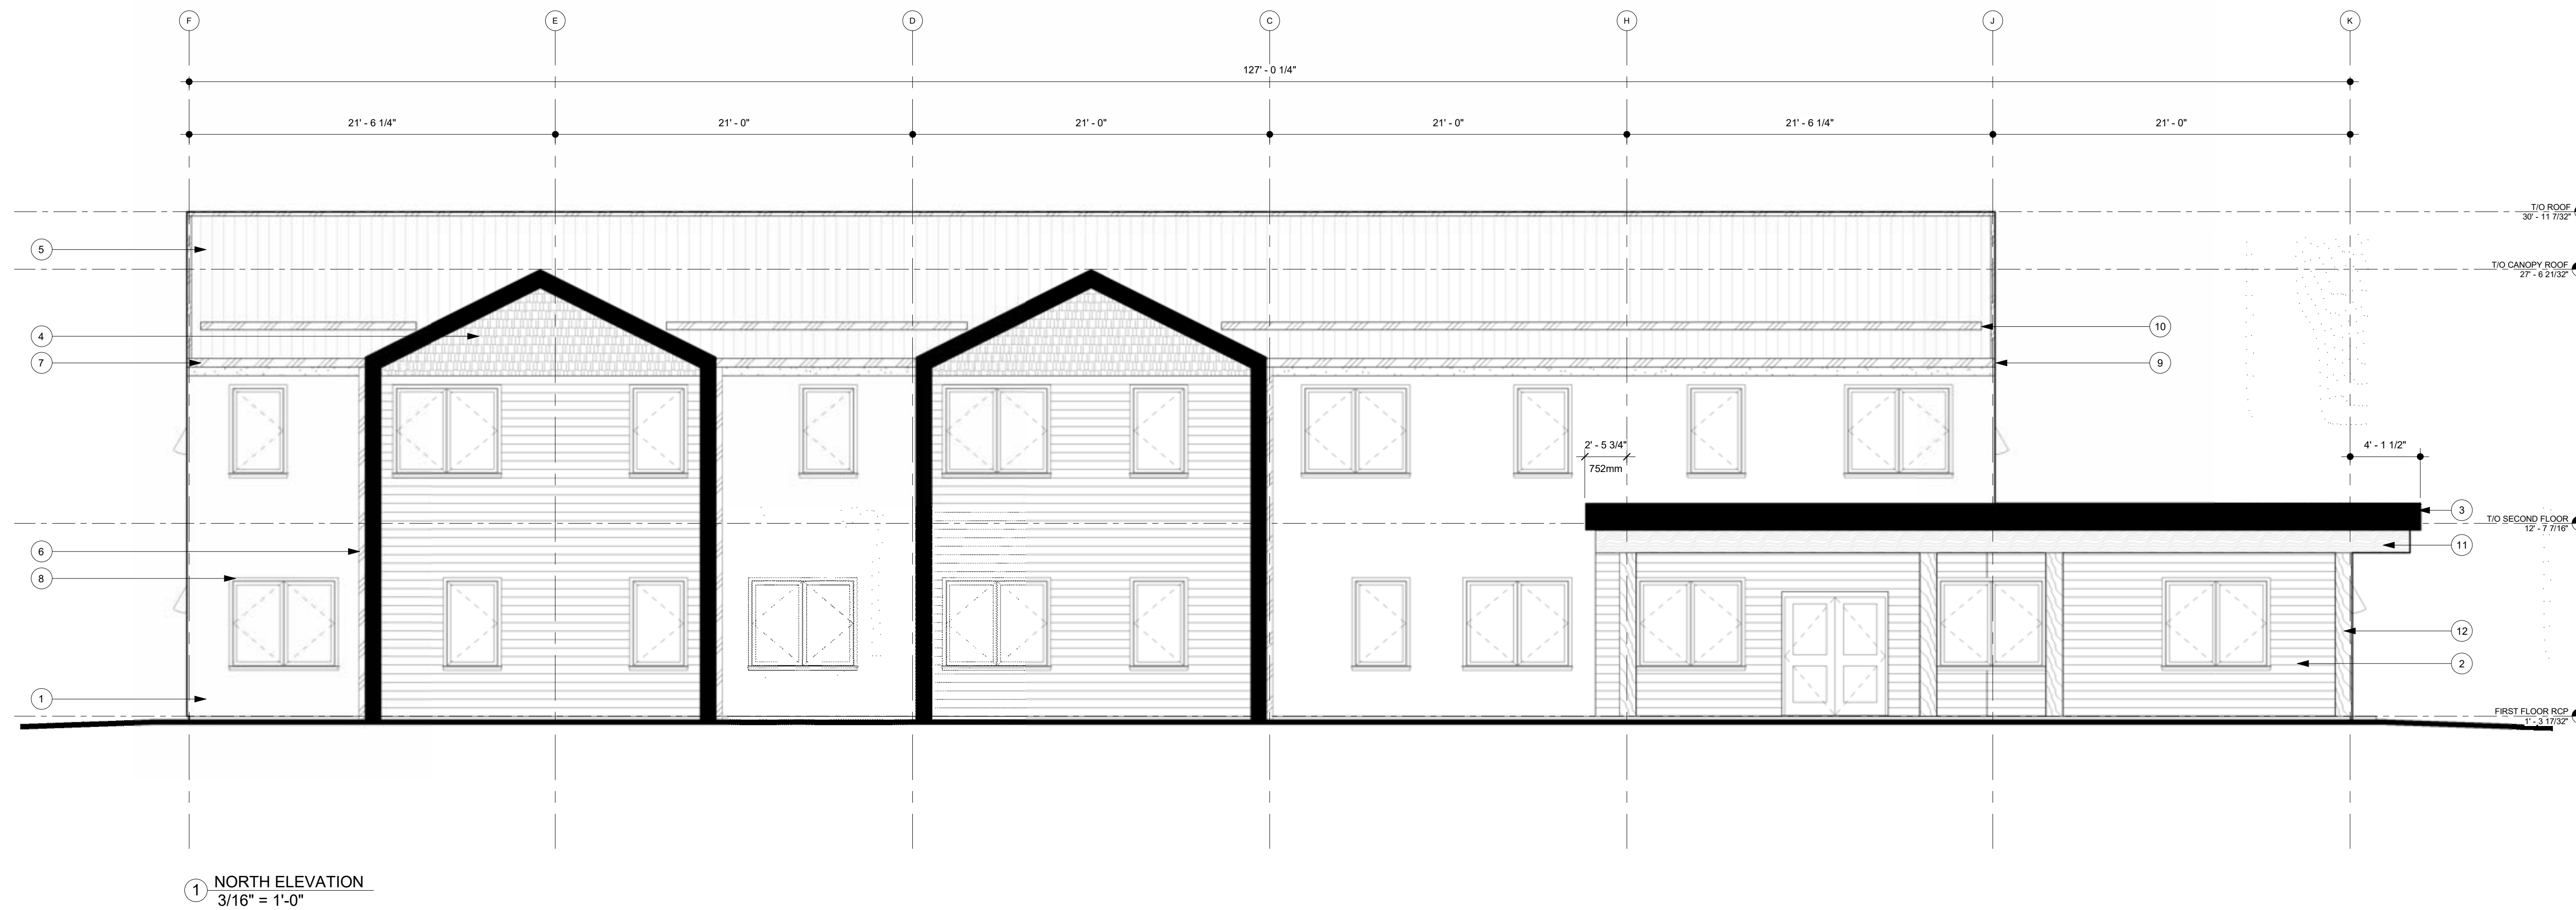 F
E
D
C
H
J
K
127' - 0 1/4"
21' - 6 1/4"
21' - 0"
21' - 0"
21' - 0"
21' - 6 1/4"
21' - 0"
T/O ROOF
30' - 11 7/32"
5
T/O CANOPY ROOF
27' - 6 21/32"
4
10
7
9
2' - 5 3/4"
752mm
4' - 1 1/2"
3
T/O SECOND FLOOR
12' - 7 7/16"
11
6
8
12
2
1
FIRST FLOOR RCP
1' - 3 17/32"
1
NORTH ELEVATION
3/16" = 1'-0"